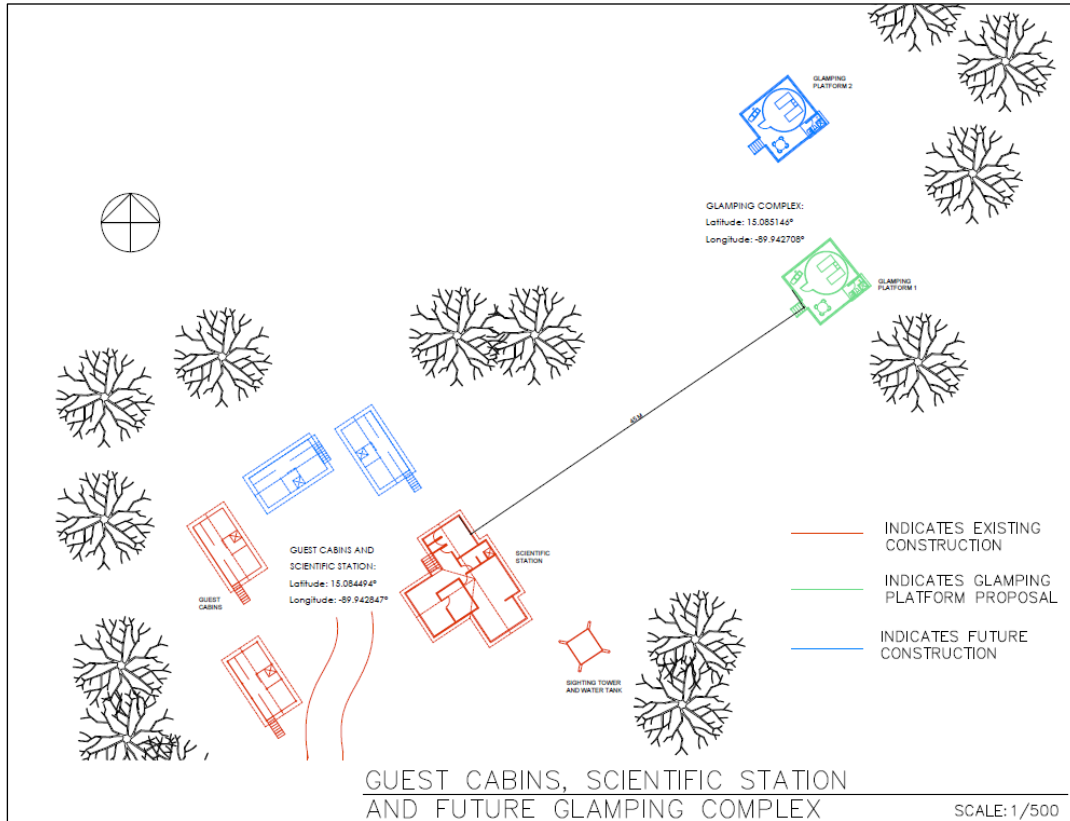 GLAMPING
PLATFORM 2
GLAMPING COMPLEX:
Latitude: 15.085146°
Longitude: -89.942708°
GLAMPING
PLATFORM 1
45 M
GUEST CABINS AND
SCIENTIFIC STATION:
Latitude: 15.084494°
Longitude: -89.942847°
SCIENTIFIC
STATION
GUEST
CABINS
SIGHTING TOWER
AND WATER TANK
INDICATES EXISTING
CONSTRUCTION
INDICATES GLAMPING
PLATFORM PROPOSAL
INDICATES FUTURE
CONSTRUCTION
GUEST CABINS, SCIENTIFIC STATION
AND FUTURE GLAMPING COMPLEX
SCALE: 1/500